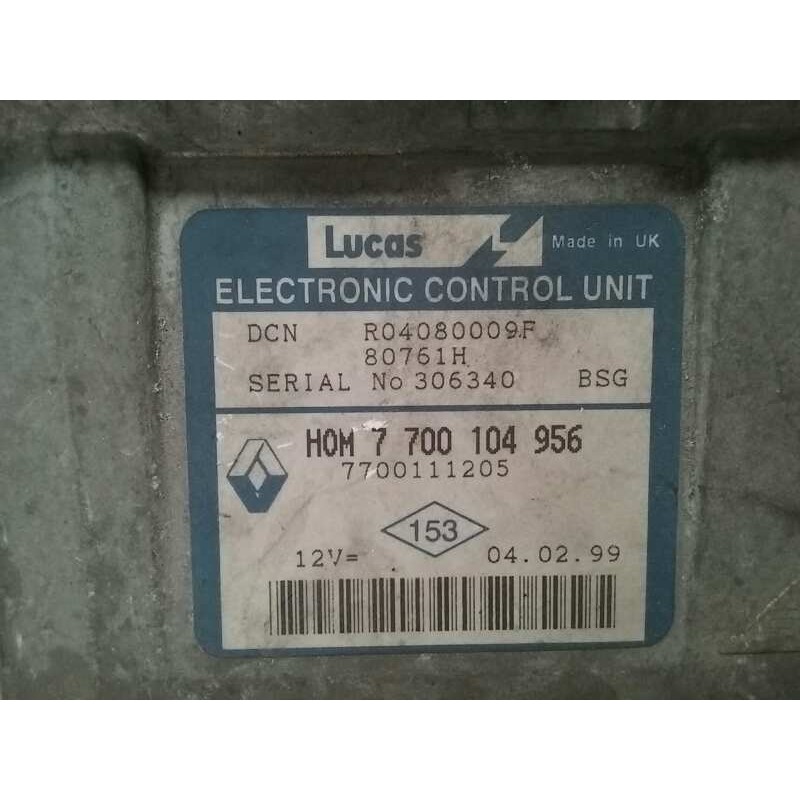 Lucas
Made in UK
ELECTRONIC CONTROL UNIT
DCN R04080009F
80761H
SERIAL No 306340 BSG
HOM 7 700 104 956
7700111205
153
12V= 04.02.99